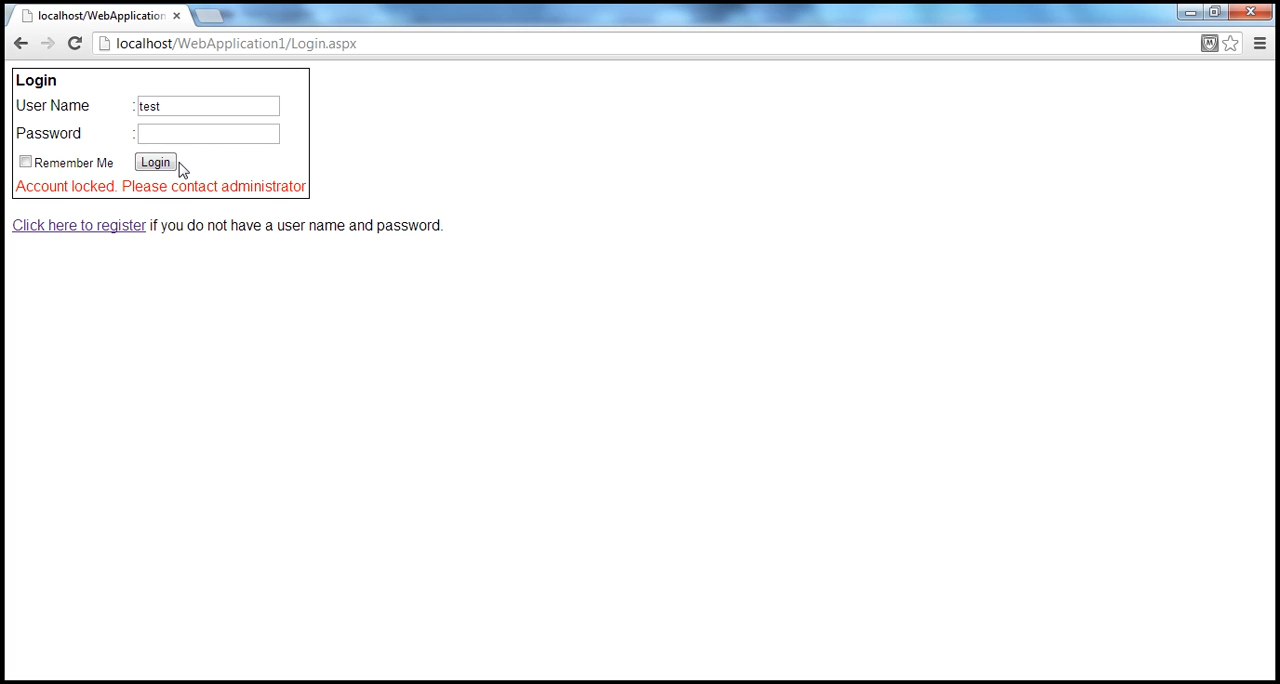 localhost/WebApplication
localhost/WebApplication1/Login.aspx
Login
User Name : test
Password :
Remember Me Login
Account locked. Please contact administrator
Click here to register if you do not have a user name and password.